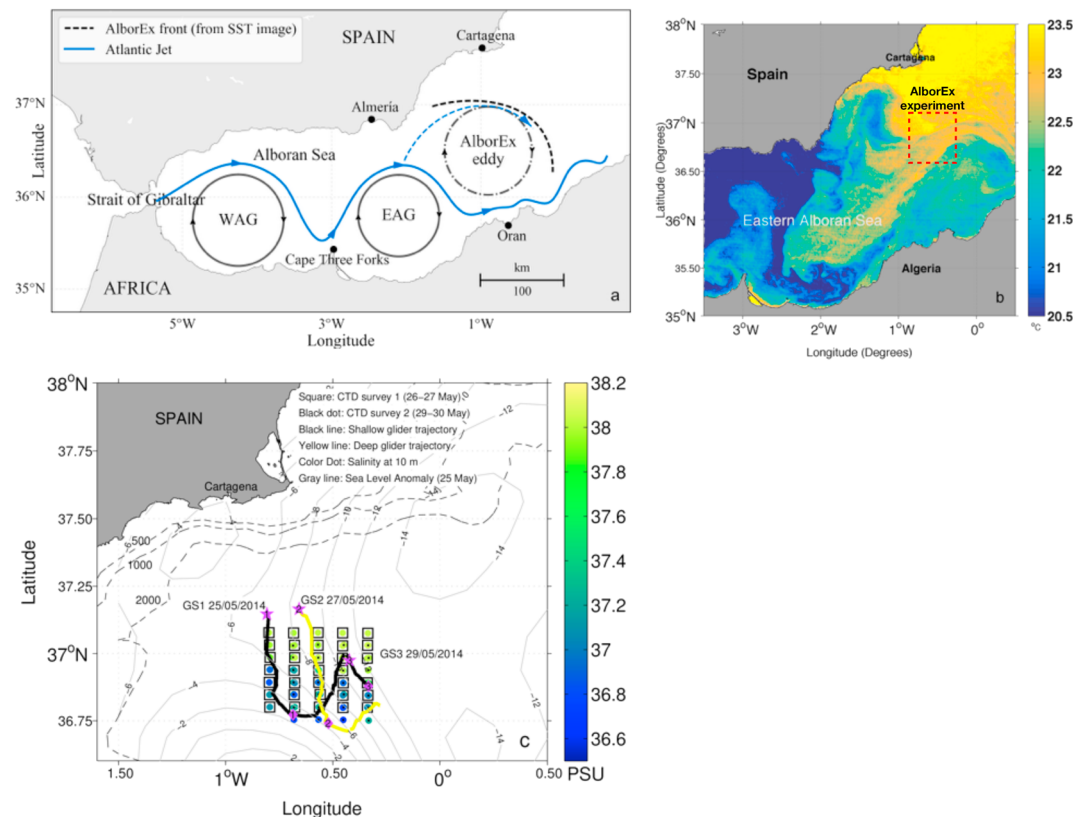 AlborEx front (from SST image)
Atlantic Jet
SPAIN
Cartagena
Almería
AlborEx
eddy
Alboran Sea
Strait of Gibraltar
WAG
EAG
Oran
Cape Three Forks
AFRICA
km
100
a
37°N
36°N
35°N
Latitude
5°W
3°W
1°W
Longitude
38°N
37.50
37°N
36.50
36°N
35.50
35°N
Latitude (Degrees)
Cartagena
Spain
AlborEx
experiment
Eastern Alboran Sea
Algeria
b
3°W
2°W
1°W
0°
Longitude (Degrees)
23.5
23
22.5
22
21.5
21
20.5
°C
38°N
37.75
37.50
37.25
37°N
36.75
Latitude
SPAIN
Cartagena
Square: CTD survey 1 (26–27 May)
Black dot: CTD survey 2 (29–30 May)
Black line: Shallow glider trajectory
Yellow line: Deep glider trajectory
Color Dot: Salinity at 10 m
Gray line: Sea Level Anomaly (25 May)
500
1000
2000
GS1 25/05/2014
GS2 27/05/2014
GS3 29/05/2014
c
1.50
1°W
0.50
0°
0.50
Longitude
38.2
38
37.8
37.6
37.4
37.2
37
36.8
36.6
PSU